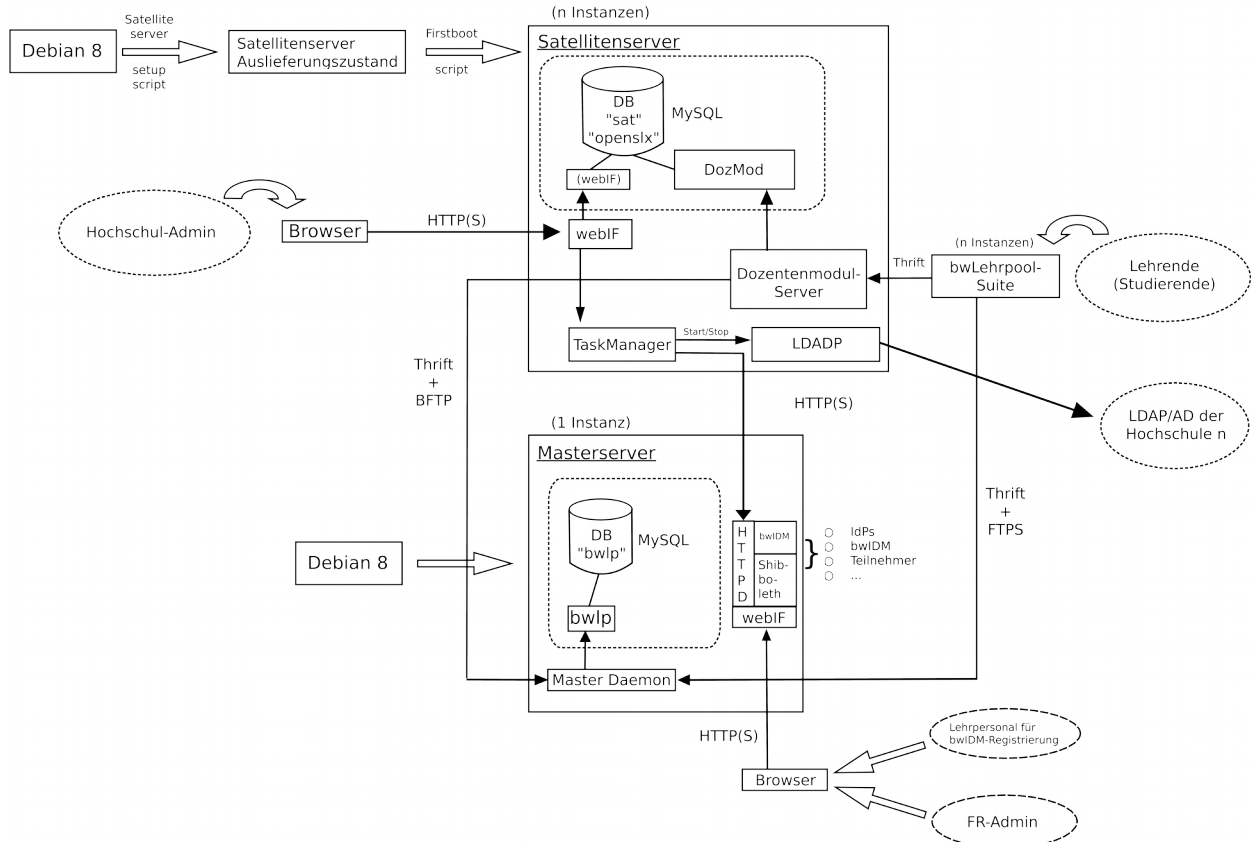 (n Instanzen)
Satellite
server
setup
script
Debian 8
Satellitenserver
Auslieferungszustand
Firstboot
script
Satellitenserver
DB
"sat"
"openslx"
MySQL
(webIF)
DozMod
Hochschul-Admin
Browser
HTTP(S)
webIF
Dozentenmodul-
Server
Thrift
(n Instanzen)
bwLehrpool-
Suite
Lehrende
(Studierende)
TaskManager
Start/Stop
LDADP
Thrift
+
BFTP
HTTP(S)
LDAP/AD der
Hochschule n
(1 Instanz)
Masterserver
DB
"bwlp"
MySQL
bwlp
Master Daemon
Debian 8
H
T
T
P
D
bwIDM
Shib-
bo-
leth
webIF
IdPs
bwIDM
Teilnehmer
...
Thrift
+
FTPS
HTTP(S)
Browser
Lehrpersonal für
bwIDM-Registrierung
FR-Admin